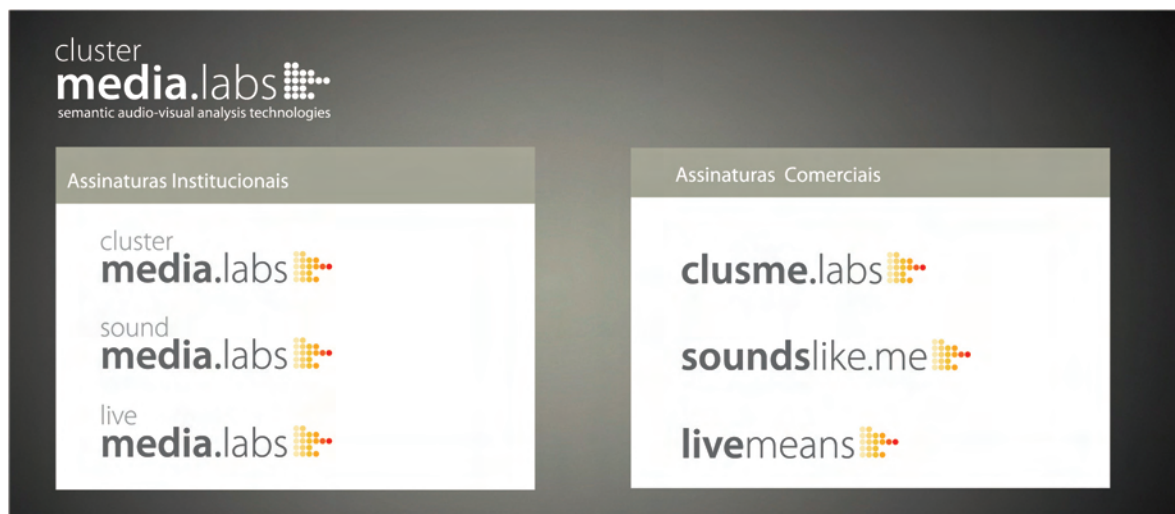 cluster
media.labs
semantic audio-visual analysis technologies
Assinaturas Institucionais
cluster
media.labs
sound
media.labs
live
media.labs
Assinaturas Comerciais
clusme.labs
soundslike.me
livemeans